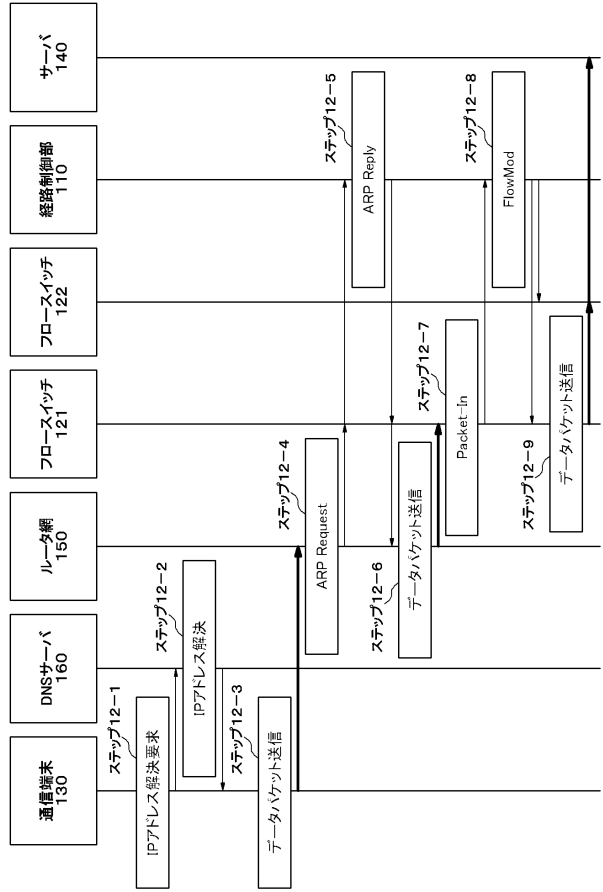 通信端末
130
DNSサーバ
160
ルータ網
150
フロースイッチ
121
フロースイッチ
122
経路制御部
110
サーバ
140
ステップ12－1
IPアドレス解決要求
ステップ12－2
IPアドレス解決
ステップ12－3
データパケット送信
ステップ12－4
ARP Request
ステップ12－5
ARP Reply
ステップ12－6
データパケット送信
ステップ12－7
Packet-In
ステップ12－8
FlowMod
ステップ12－9
データパケット送信